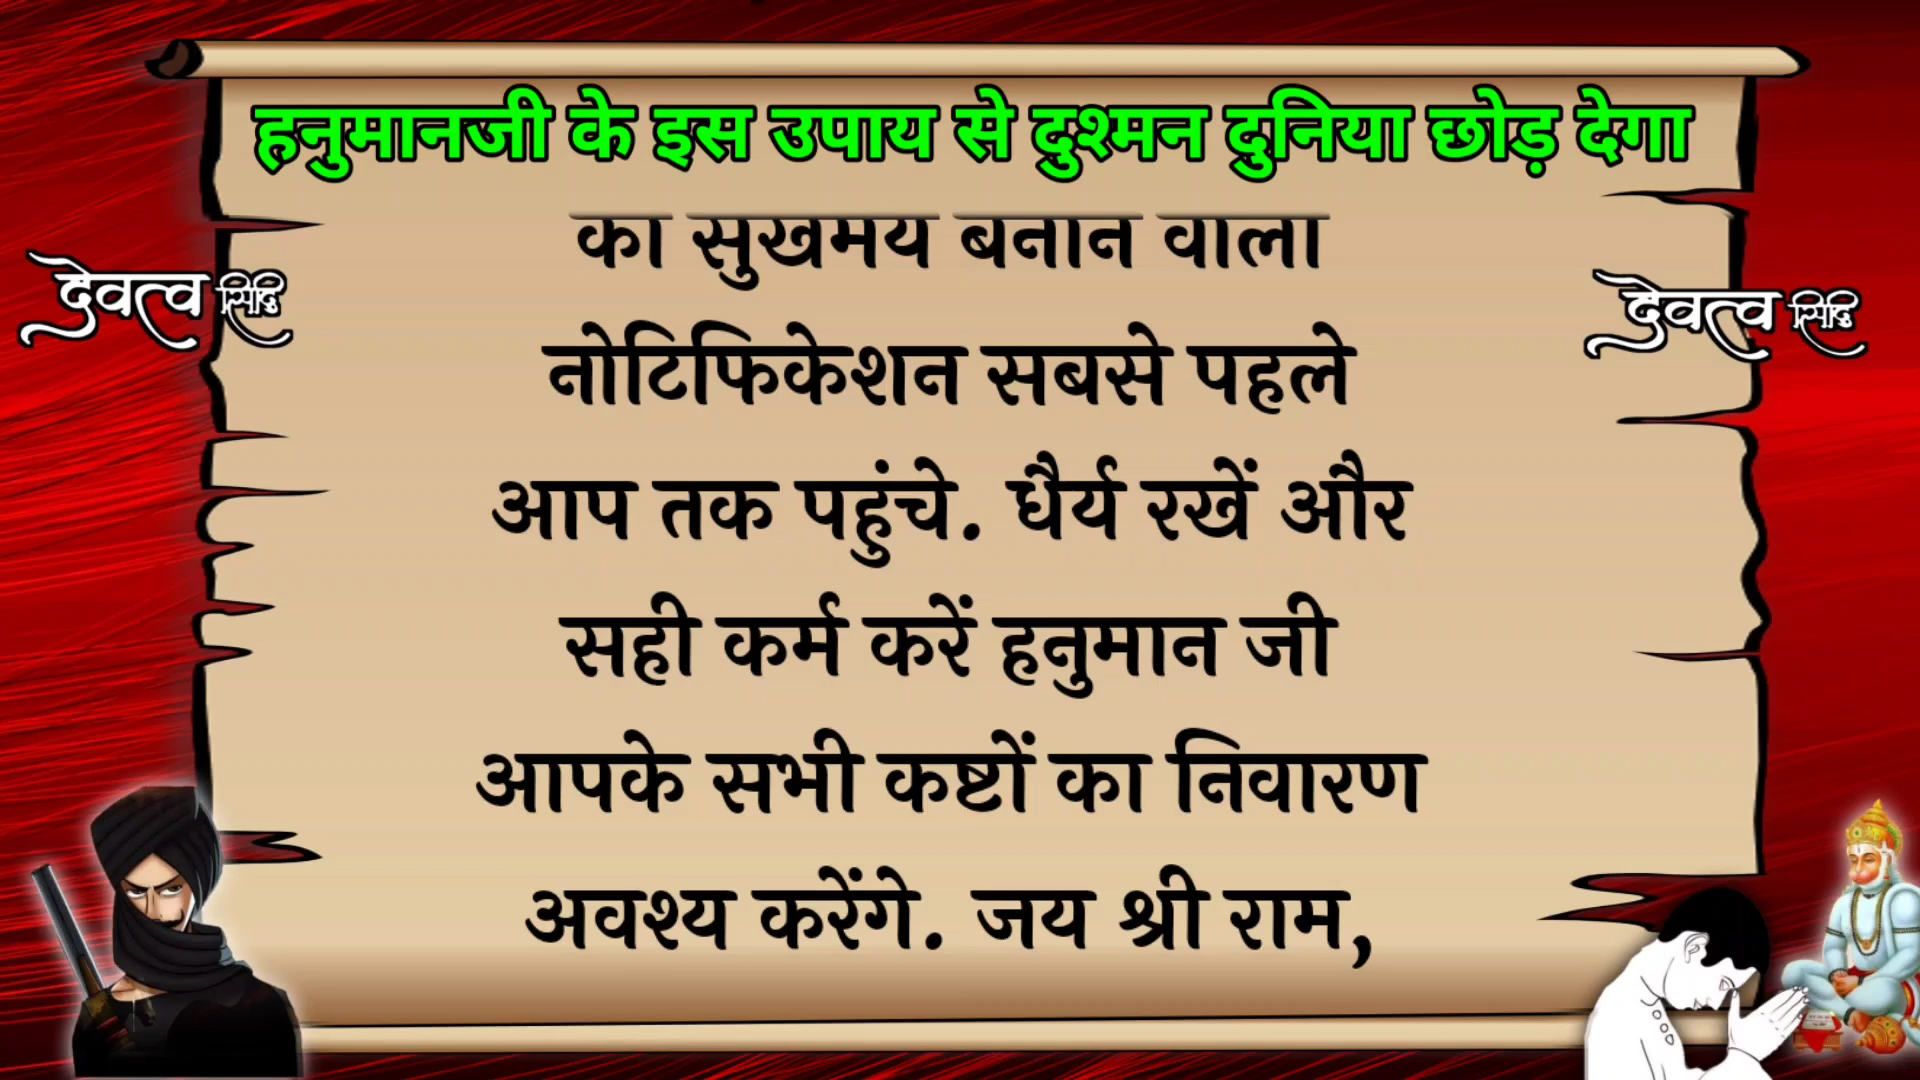 हनुमानजी के इस उपाय से दुश्मन दुनिया छोड़ देगा
सुखमय वाला
देवत्व सिद्धि
देवत्व सिद्धि
नोटिफिकेशन सबसे पहले
आप तक पहुंचे. धैर्य रखें और
सही कर्म करें हनुमान जी
आपके सभी कष्टों का निवारण
अवश्य करेंगे. जय श्री राम,